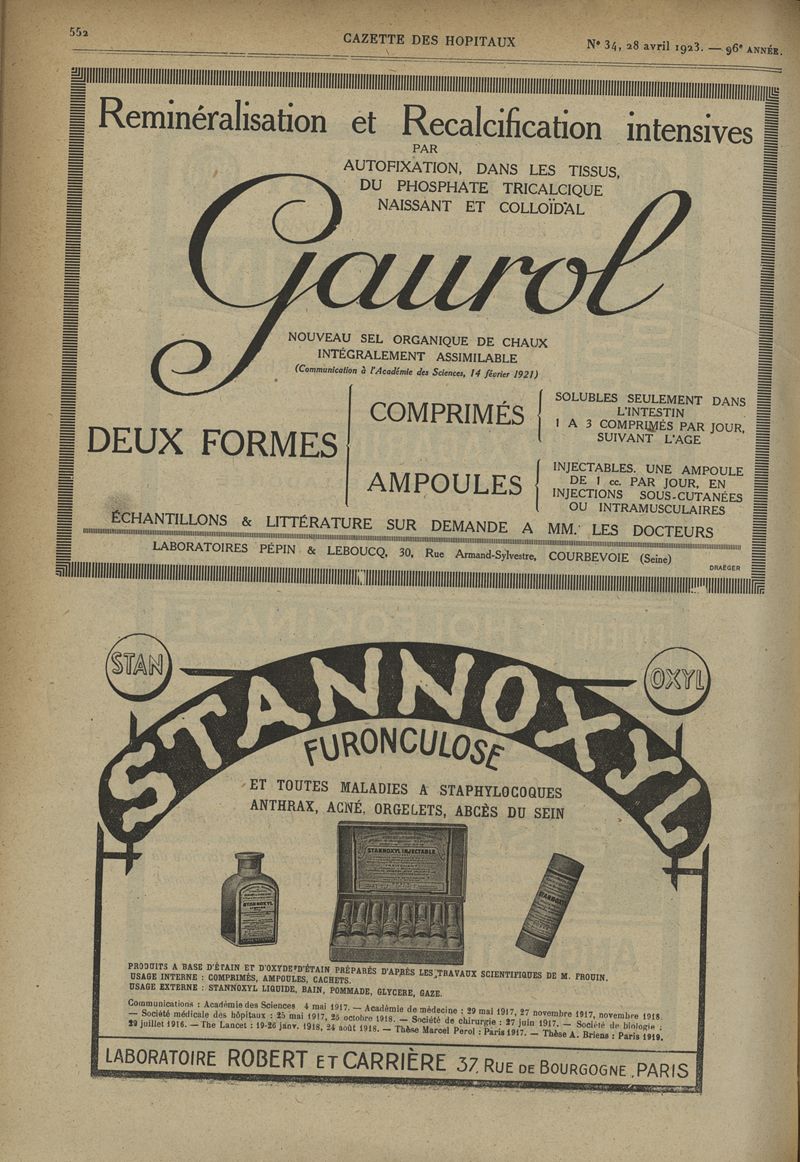 552
GAZETTE DES HOPITAUX
N° 34, 28 avril 1923. — 96e ANNÉE.
Reminéralisation et Recalcification intensives
PAR
AUTOFIXATION, DANS LES TISSUS,
DU PHOSPHATE TRICALCIQUE
NAISSANT ET COLLOÏDAL
Gaurol
NOUVEAU SEL ORGANIQUE DE CHAUX
INTÉGRALEMENT ASSIMILABLE
(Communication à l'Académie des Sciences, 14 février 1921)
DEUX FORMES
COMPRIMÉS
SOLUBLES SEULEMENT DANS
L'INTESTIN
1 A 3 COMPRIMÉS PAR JOUR,
SUIVANT L'AGE
AMPOULES
INJECTABLES. UNE AMPOULE
DE 1 cc. PAR JOUR, EN
INJECTIONS SOUS-CUTANÉES
OU INTRAMUSCULAIRES
ÉCHANTILLONS & LITTÉRATURE SUR DEMANDE A MM. LES DOCTEURS
LABORATOIRES PÉPIN & LEBOUCQ, 30, Rue Armand-Sylvestre, COURBEVOIE (Seine)
DRAEGER
STAN
OXYL
STANNOXYL
FURONCULOSE
ET TOUTES MALADIES A STAPHYLOCOQUES
ANTHRAX, ACNÉ, ORGELETS, ABCÈS DU SEIN
STANNOXYL INJECTABLE
STANNOXYL
STANNOXYL
PRODUITS A BASE D'ÉTAIN ET D'OXYDE D'ÉTAIN PRÉPARÉS D'APRÈS LES TRAVAUX SCIENTIFIQUES DE M. FROUIN.
USAGE INTERNE : COMPRIMÉS, AMPOULES, CACHETS.
USAGE EXTERNE : STANNOXYL LIQUIDE, BAIN, POMMADE, GLYCERE, GAZE.
Communications : Académie des Sciences 4 mai 1917. — Académie de médecine : 29 mai 1917, 27 novembre 1917, novembre 1918.
— Société médicale des hôpitaux : 25 mai 1917, 25 octobre 1918. — Société de chirurgie : 27 juin 1917. — Société de biologie :
29 juillet 1916. — The Lancet : 19-26 janv. 1918, 24 août 1918. — Thèse Marcel Perol : Paris 1917. — Thèse A. Briens : Paris 1919.
LABORATOIRE ROBERT ET CARRIÈRE 37, RUE DE BOURGOGNE, PARIS